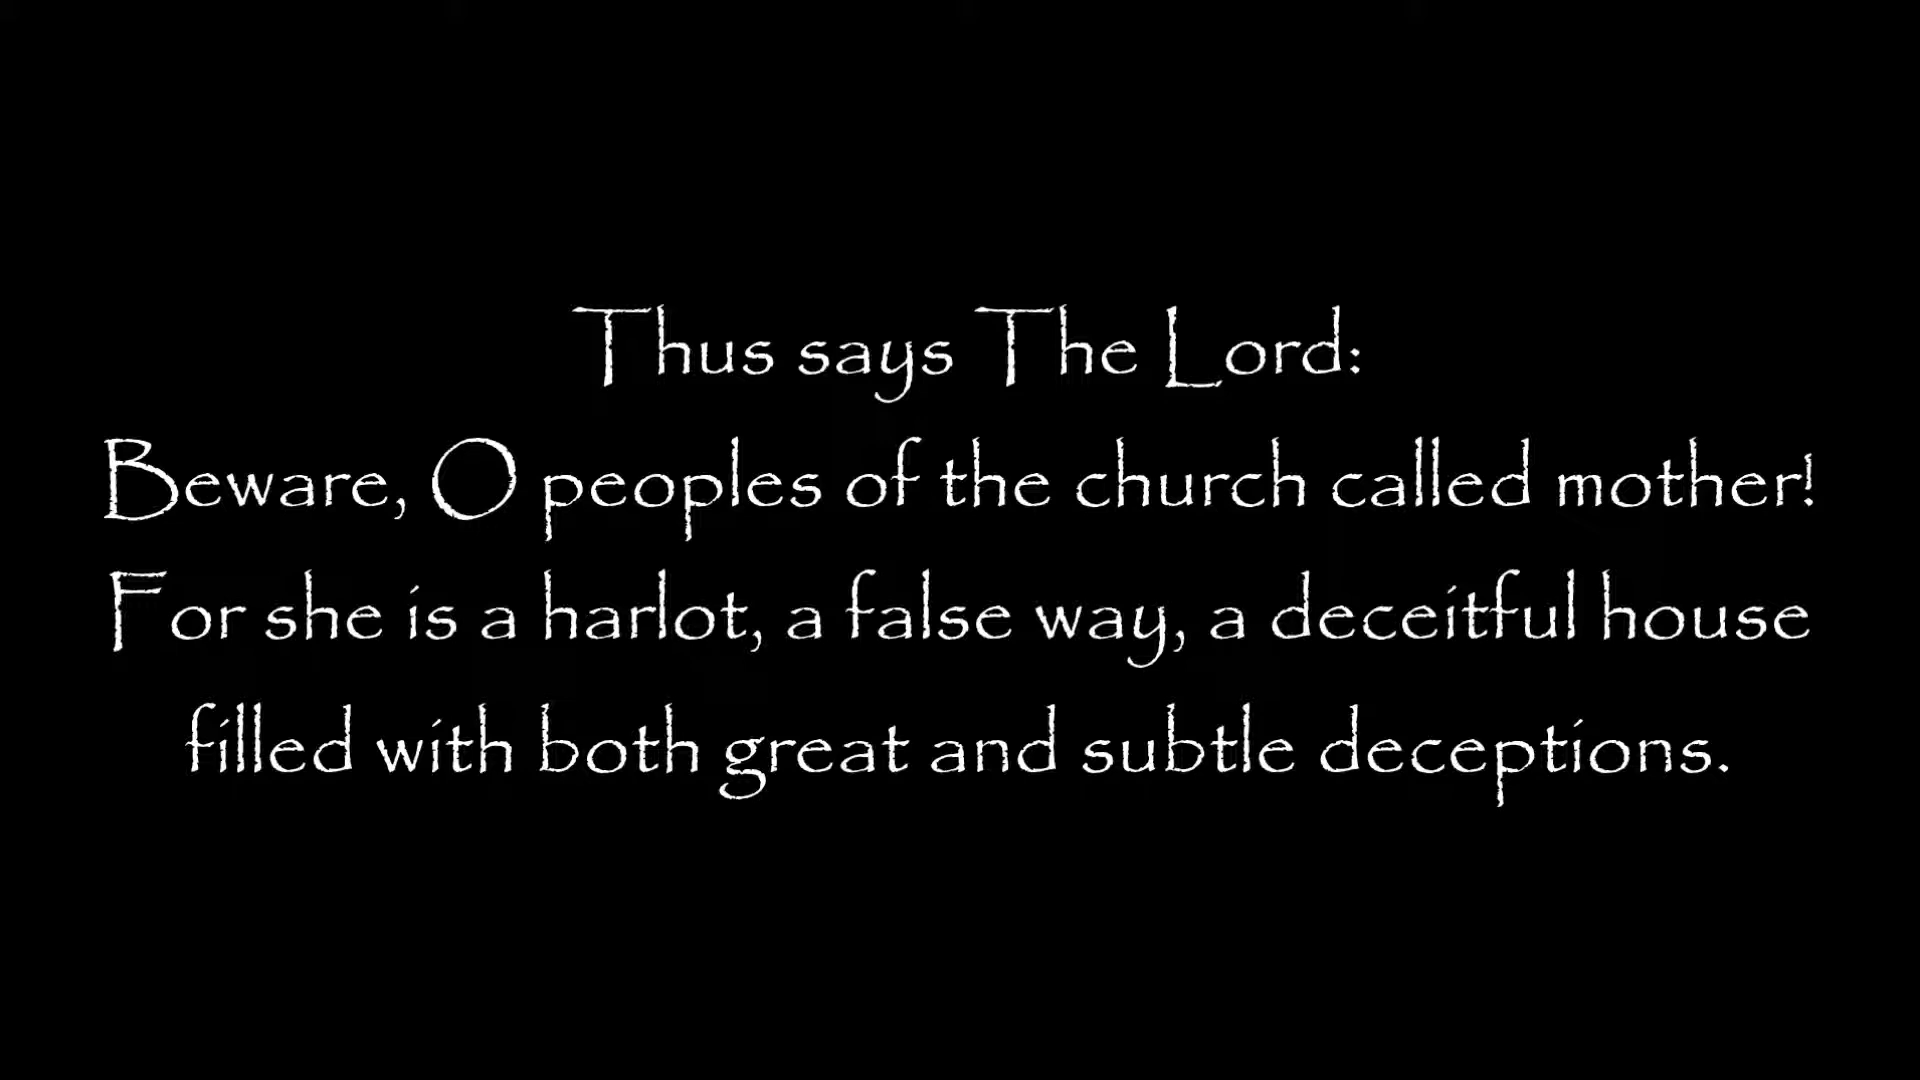 Thus says The Lord:
Beware, O peoples of the church called mother!
For she is a harlot, a false way, a deceitful house
filled with both great and subtle deceptions.